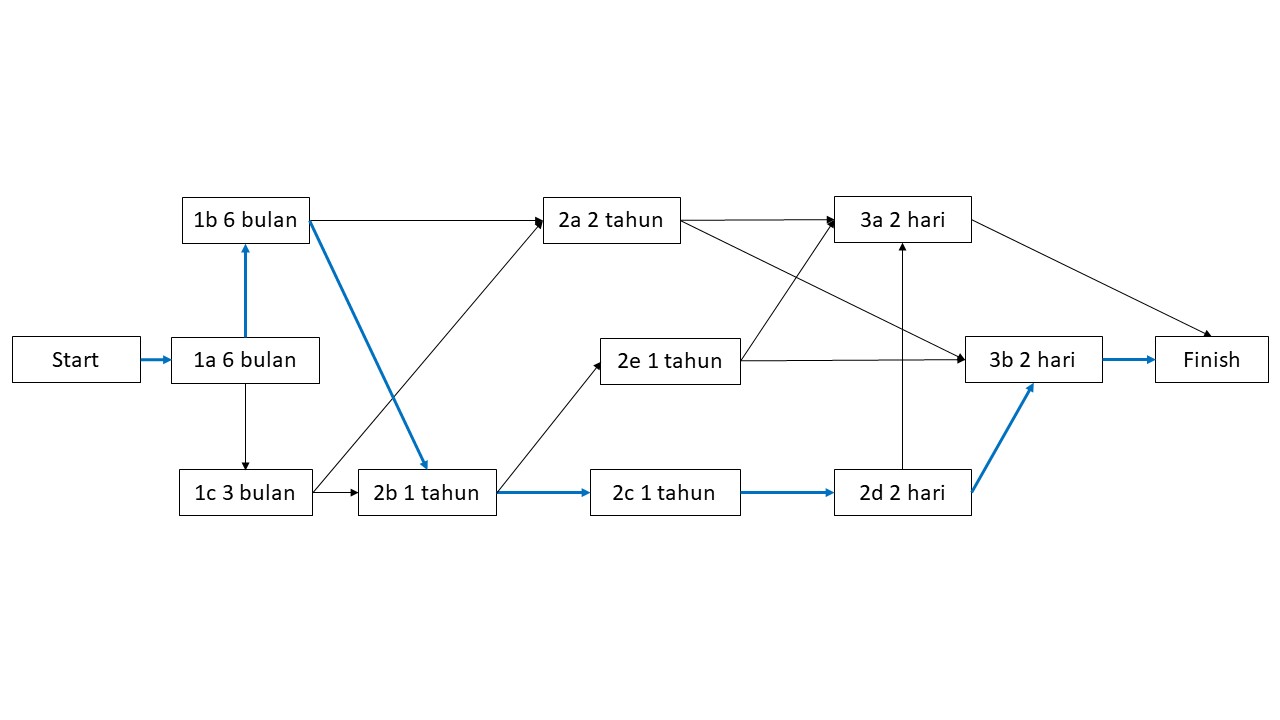 1b 6 bulan
2a 2 tahun
3a 2 hari
Start
1a 6 bulan
2e 1 tahun
3b 2 hari
Finish
1c 3 bulan
2b 1 tahun
2c 1 tahun
2d 2 hari